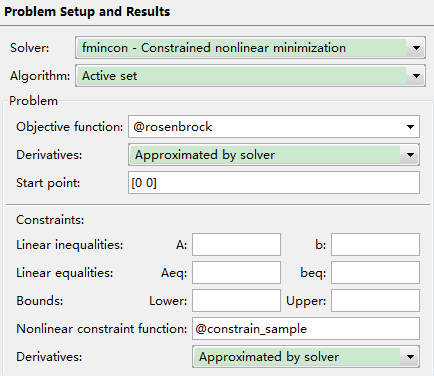 Problem Setup and Results
Solver: fmincon - Constrained nonlinear minimization
Algorithm: Active set
Problem
Objective function: @rosenbrock
Derivatives: Approximated by solver
Start point: [0 0]
Constraints:
Linear inequalities: A: b:
Linear equalities: Aeq: beq:
Bounds: Lower: Upper:
Nonlinear constraint function: @constrain_sample
Derivatives: Approximated by solver